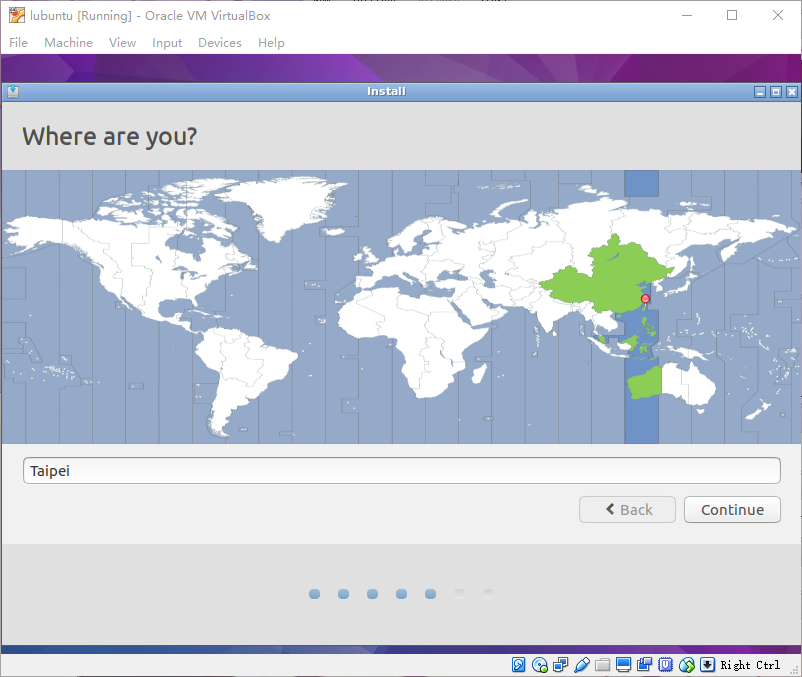 lubuntu [Running] - Oracle VM VirtualBox
File Machine View Input Devices Help
Install
Where are you?
Taipei
Back Continue
Right Ctrl